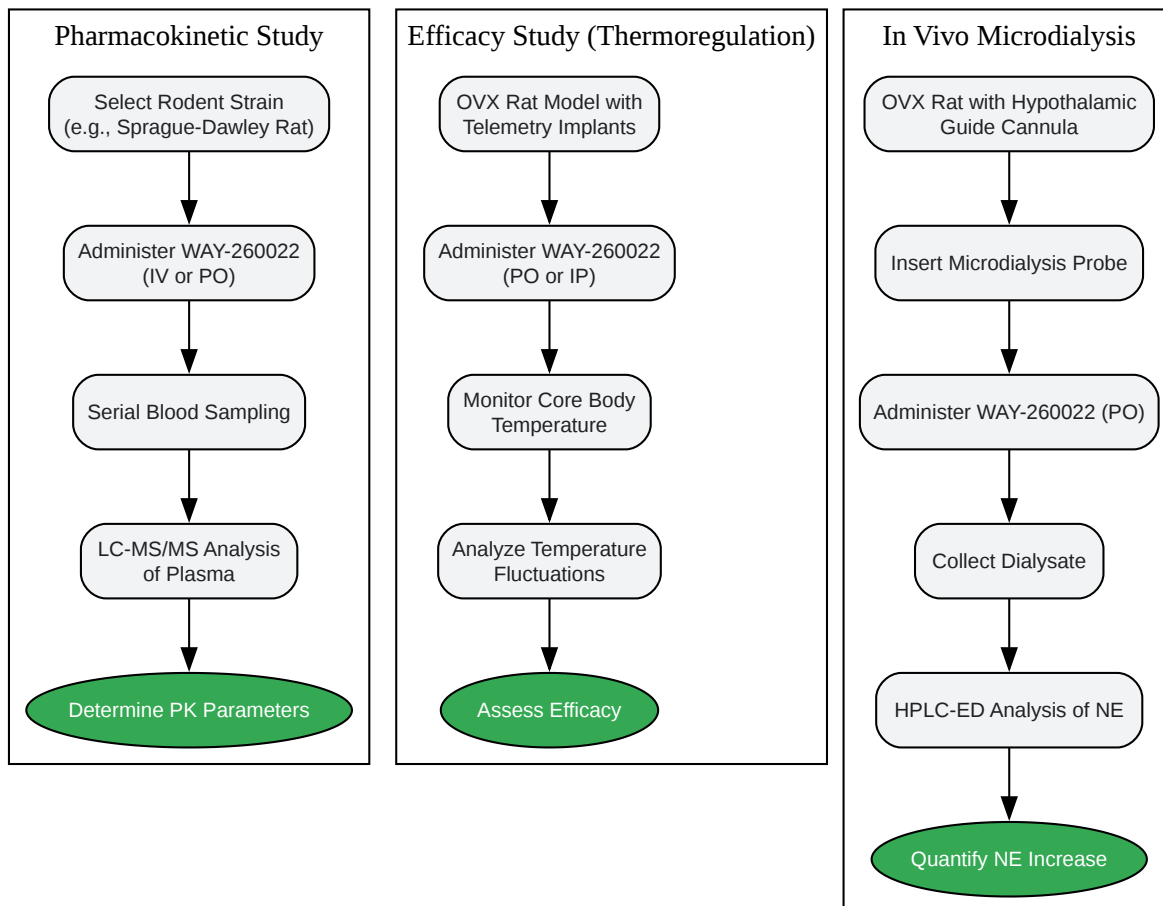 Pharmacokinetic Study
Select Rodent Strain
(e.g., Sprague-Dawley Rat)
Administer WAY-260022
(IV or PO)
Serial Blood Sampling
LC-MS/MS Analysis
of Plasma
Determine PK Parameters
Efficacy Study (Thermoregulation)
OVX Rat Model with
Telemetry Implants
Administer WAY-260022
(PO or IP)
Monitor Core Body
Temperature
Analyze Temperature
Fluctuations
Assess Efficacy
In Vivo Microdialysis
OVX Rat with Hypothalamic
Guide Cannula
Insert Microdialysis Probe
Administer WAY-260022 (PO)
Collect Dialysate
HPLC-ED Analysis of NE
Quantify NE Increase